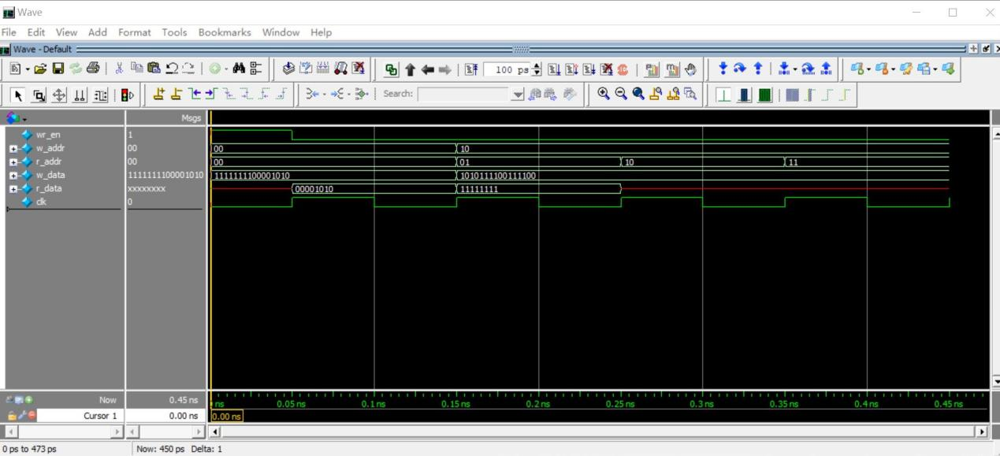 Wave
File Edit View Add Format Tools Bookmarks Window Help
Wave - Default
100 ps
Search:
Msgs
wr_en 1
w_addr 00 00 10
r_addr 00 00 01 10 11
w_data 1111111100001010 1111111100001010 1010111100111100
r_data xxxxxxxx 00001010 11111111
clk 0
Now 0.45 ns ns 0.05 ns 0.1 ns 0.15 ns 0.2 ns 0.25 ns 0.3 ns 0.35 ns 0.4 ns 0.45 ns
Cursor 1 0.00 ns 0.00 ns
0 ps to 473 ps Now: 450 ps Delta: 1